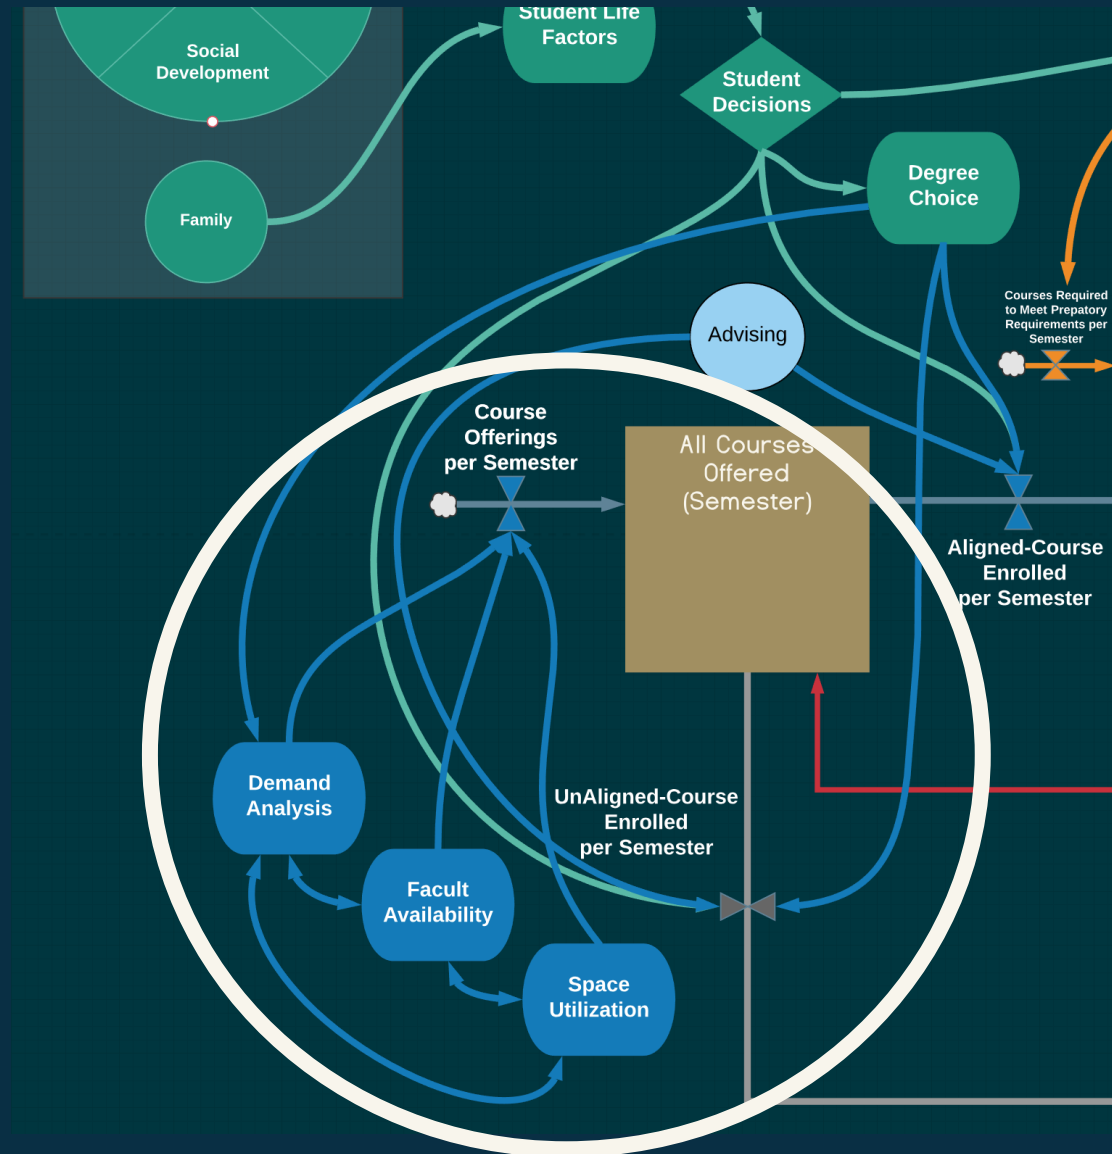 Student Life
Factors
Social
Development
Student
Decisions
Family
Degree
Choice
Courses Required
to Meet Prepatory
Requirements per
Semester
Advising
Course
Offerings
per Semester
All Courses
Offered
(Semester)
Aligned-Course
Enrolled
per Semester
Demand
Analysis
UnAligned-Course
Enrolled
per Semester
Facult
Availability
Space
Utilization